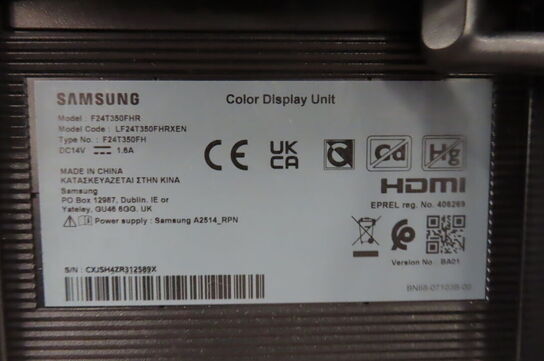 SAMSUNG
Color Display Unit
Model : F24T350FHR
Model Code : LF24T350FHRXEN
Type No. : F24T350FH
DC14V ⎓ 1.8A
MADE IN CHINA
ΚΑΤΑΣΚΕΥΑΖΕΤΑΙ ΣΤΗΝ ΚΙΝΑ
Samsung
PO Box 12987, Dublin. IE or
Yateley, GU46 6GG. UK
Power supply : Samsung A2514_RPN
CE
UK
CA
Cd
Hg
HDMI
EPREL reg. No. 406269
Version No
BA01
S/N : CXJSH4ZR312589X
BN68-07103B-00